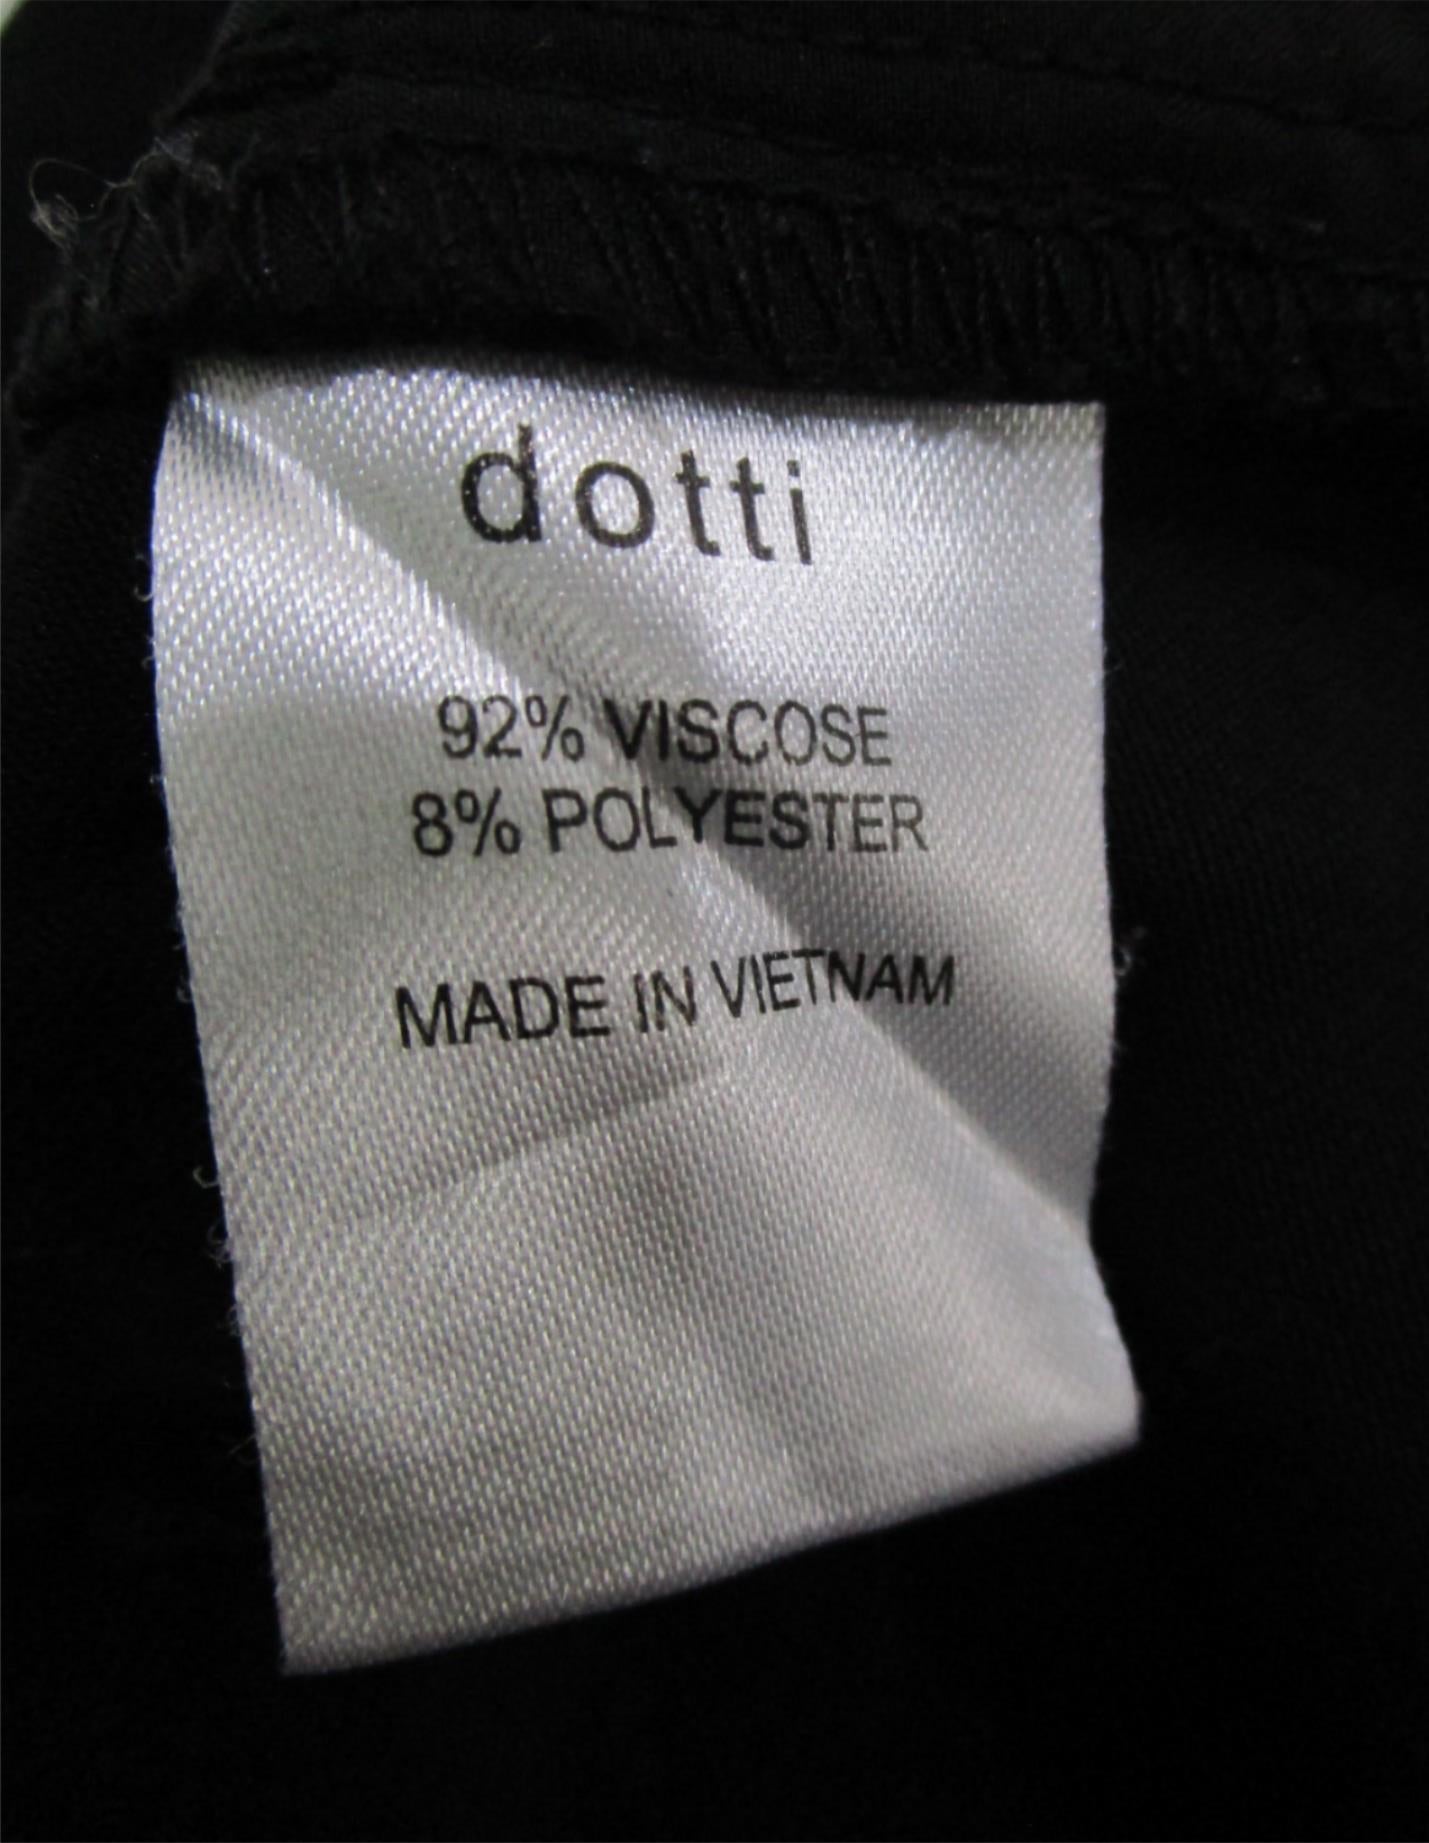 dotti
92% VISCOSE
8% POLYESTER
MADE IN VIETNAM